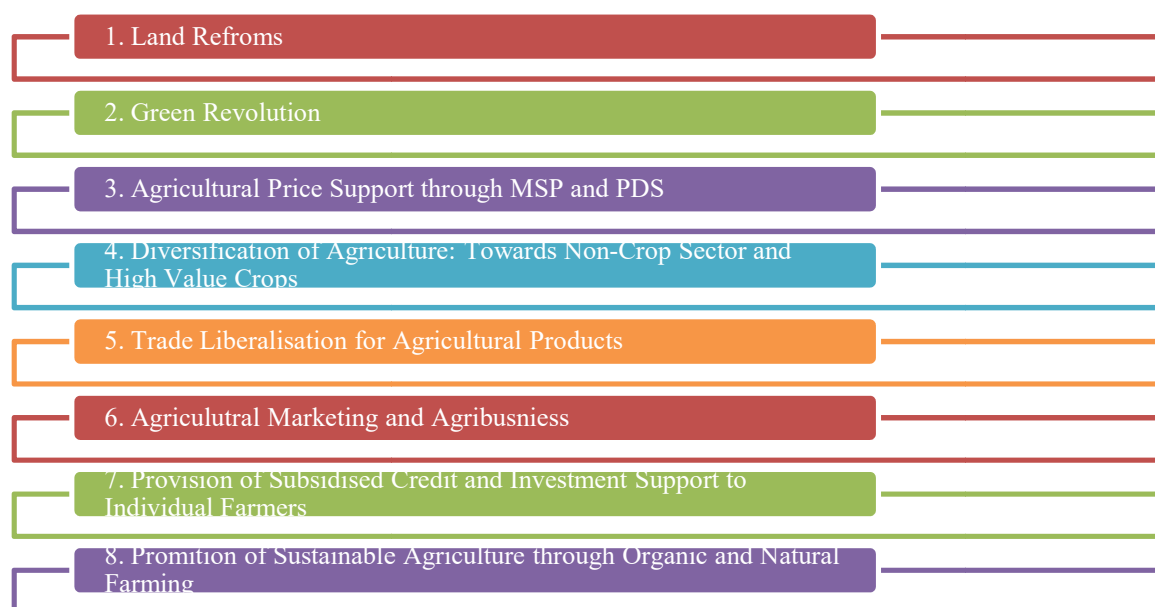 1. Land Refroms
2. Green Revolution
3. Agricultural Price Support through MSP and PDS
4. Diversification of Agriculture: Towards Non-Crop Sector and
High Value Crops
5. Trade Liberalisation for Agricultural Products
6. Agriculutral Marketing and Agribusniess
7. Provision of Subsidised Credit and Investment Support to
Individual Farmers
8. Promition of Sustainable Agriculture through Organic and Natural
Farming